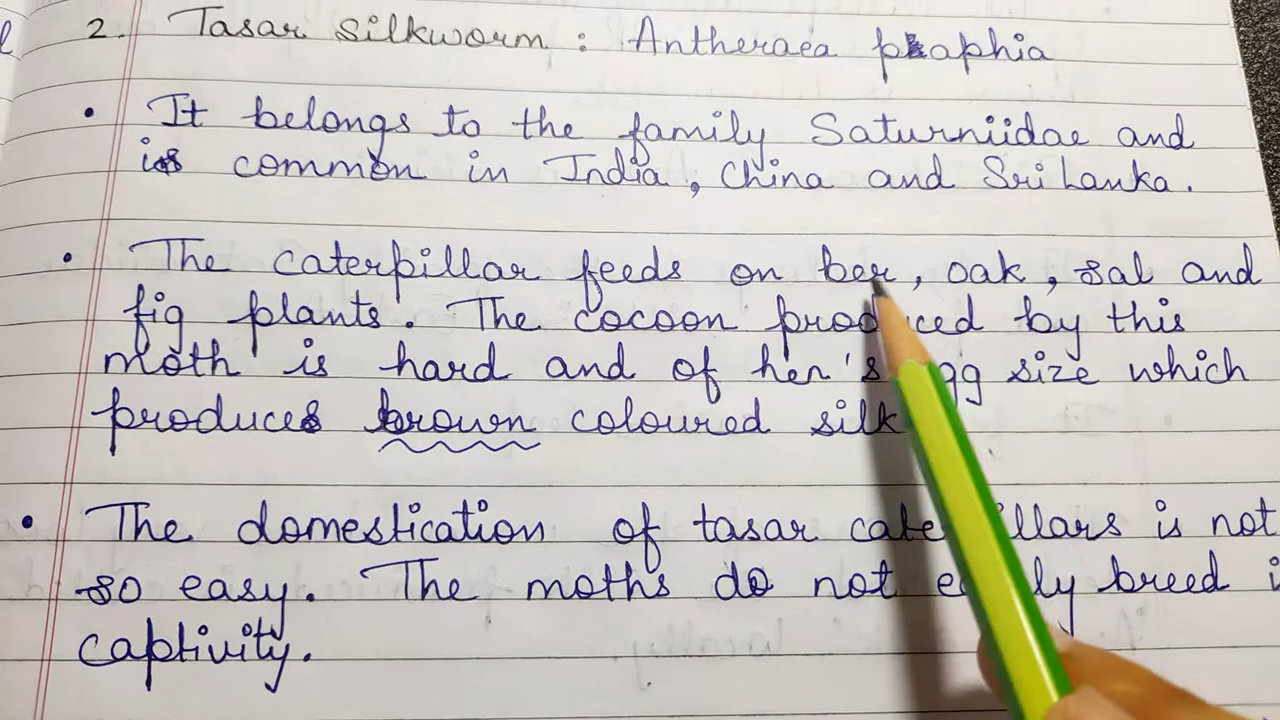 2. Tasar silkworm : Antheraea paphia
• It belongs to the family Saturniidae and
is common in India, China and Sri Lanka.
• The caterpillar feeds on ber, oak, sal and
fig plants. The cocoon produced by this
moth is hard and of hen's egg size which
produces brown coloured silk
• The domestication of tasar caterpillars is not
so easy. The moths do not easily breed i
captivity.